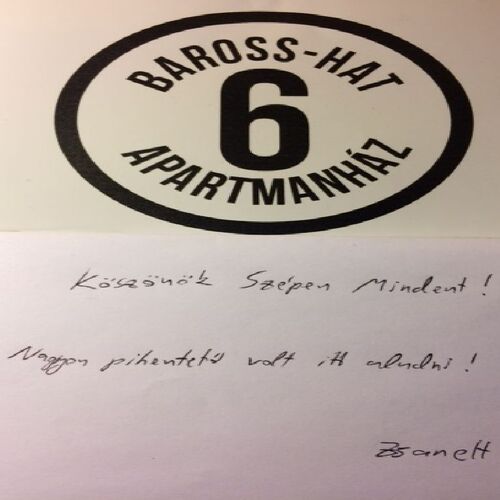 BAROSS-HAT
6
APARTMANHÁZ
Köszönök Szépen Mindent!
Nagyon pihentető volt itt aludni!
Zsanett